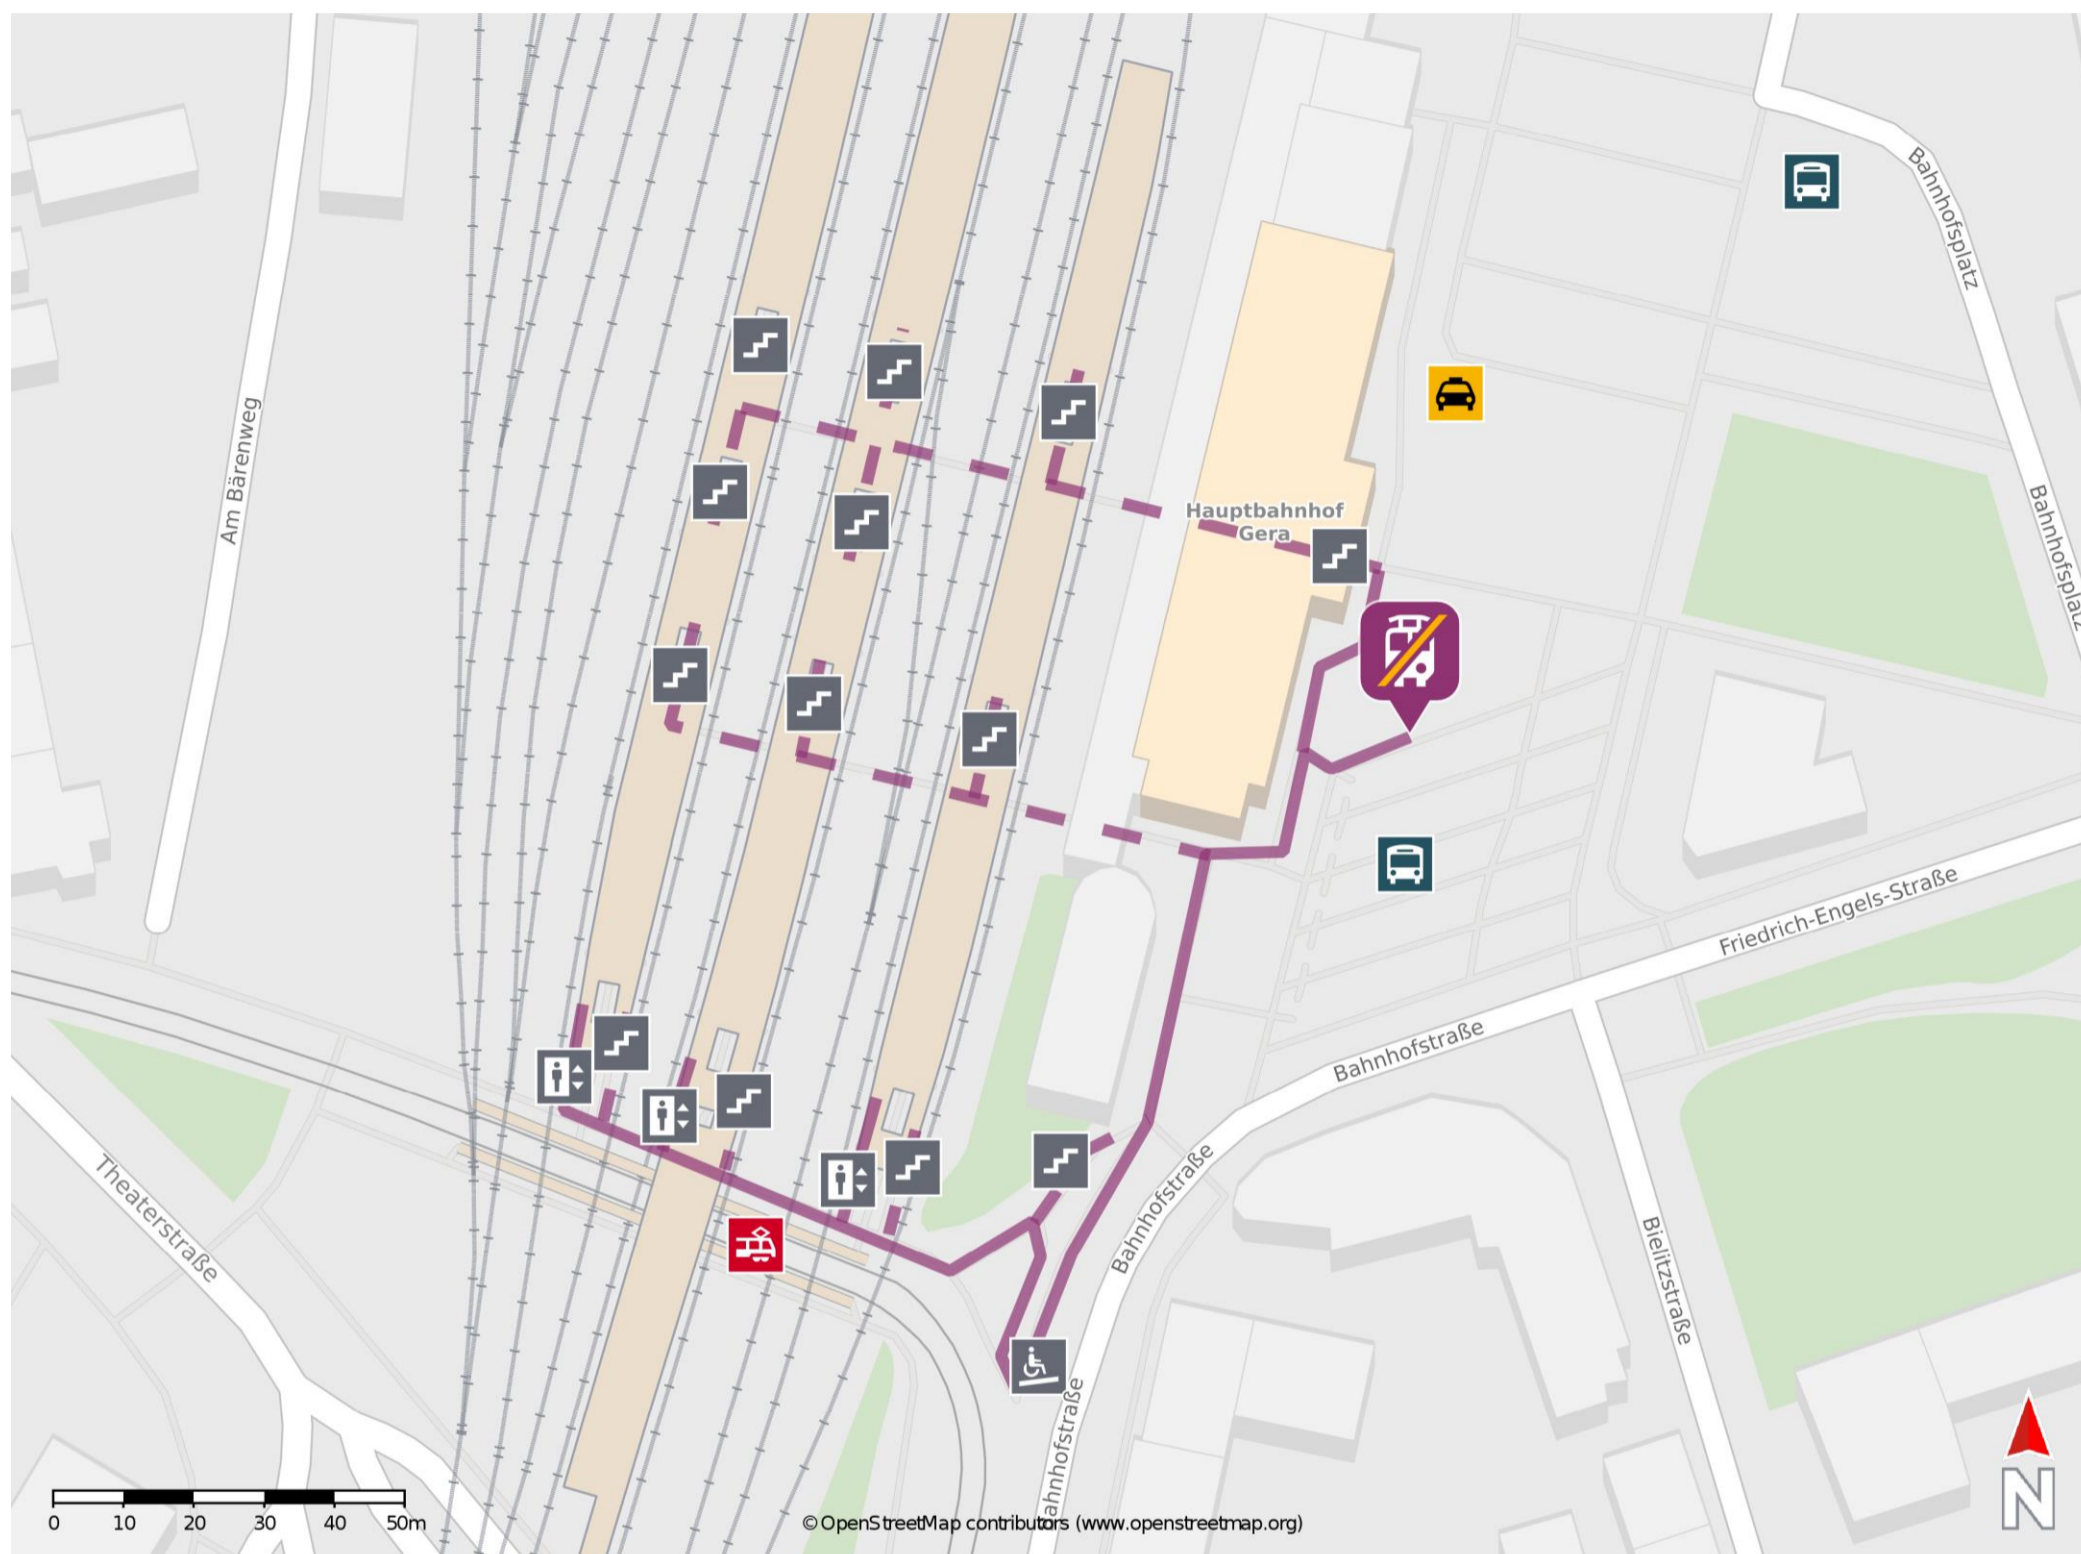 Bahnhofsplatz
Am Bärenweg
Bahnhofsplatz
Hauptbahnhof
Gera
Friedrich-Engels-Straße
Bahnhofstraße
Bahnhofstraße
Theaterstraße
Bielitzstraße
Bahnhofstraße
N
0 10 20 30 40 50m
© OpenStreetMap contributors (www.openstreetmap.org)